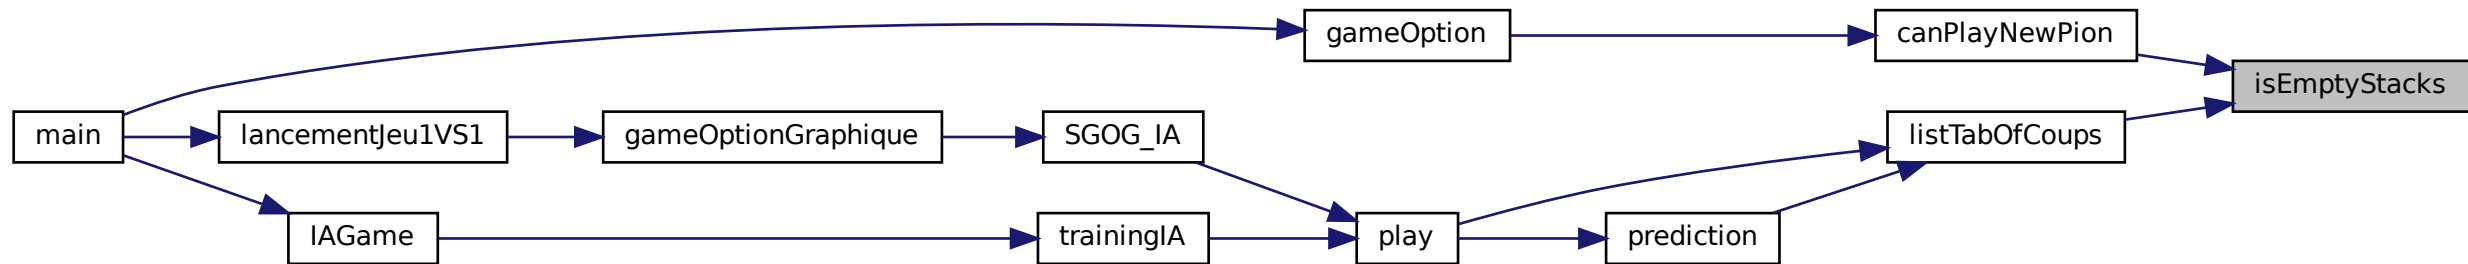 gameOption
canPlayNewPion
isEmptyStacks
main
lancementJeu1VS1
gameOptionGraphique
SGOG_IA
listTabOfCoups
IAGame
trainingIA
play
prediction